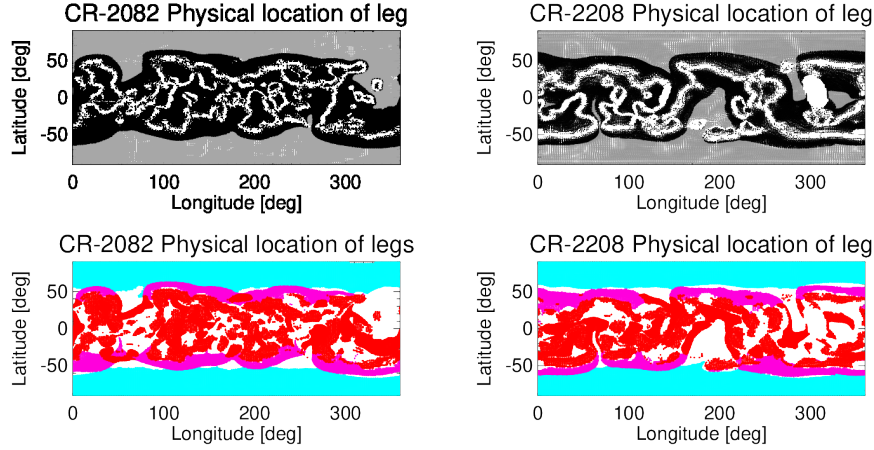 CR-2082 Physical location of leg
Latitude [deg]
50
0
-50
0 100 200 300
Longitude [deg]
CR-2208 Physical location of leg
Latitude [deg]
50
0
-50
0 100 200 300
Longitude [deg]
CR-2082 Physical location of legs
Latitude [deg]
50
0
-50
0 100 200 300
Longitude [deg]
CR-2208 Physical location of leg
Latitude [deg]
50
0
-50
0 100 200 300
Longitude [deg]